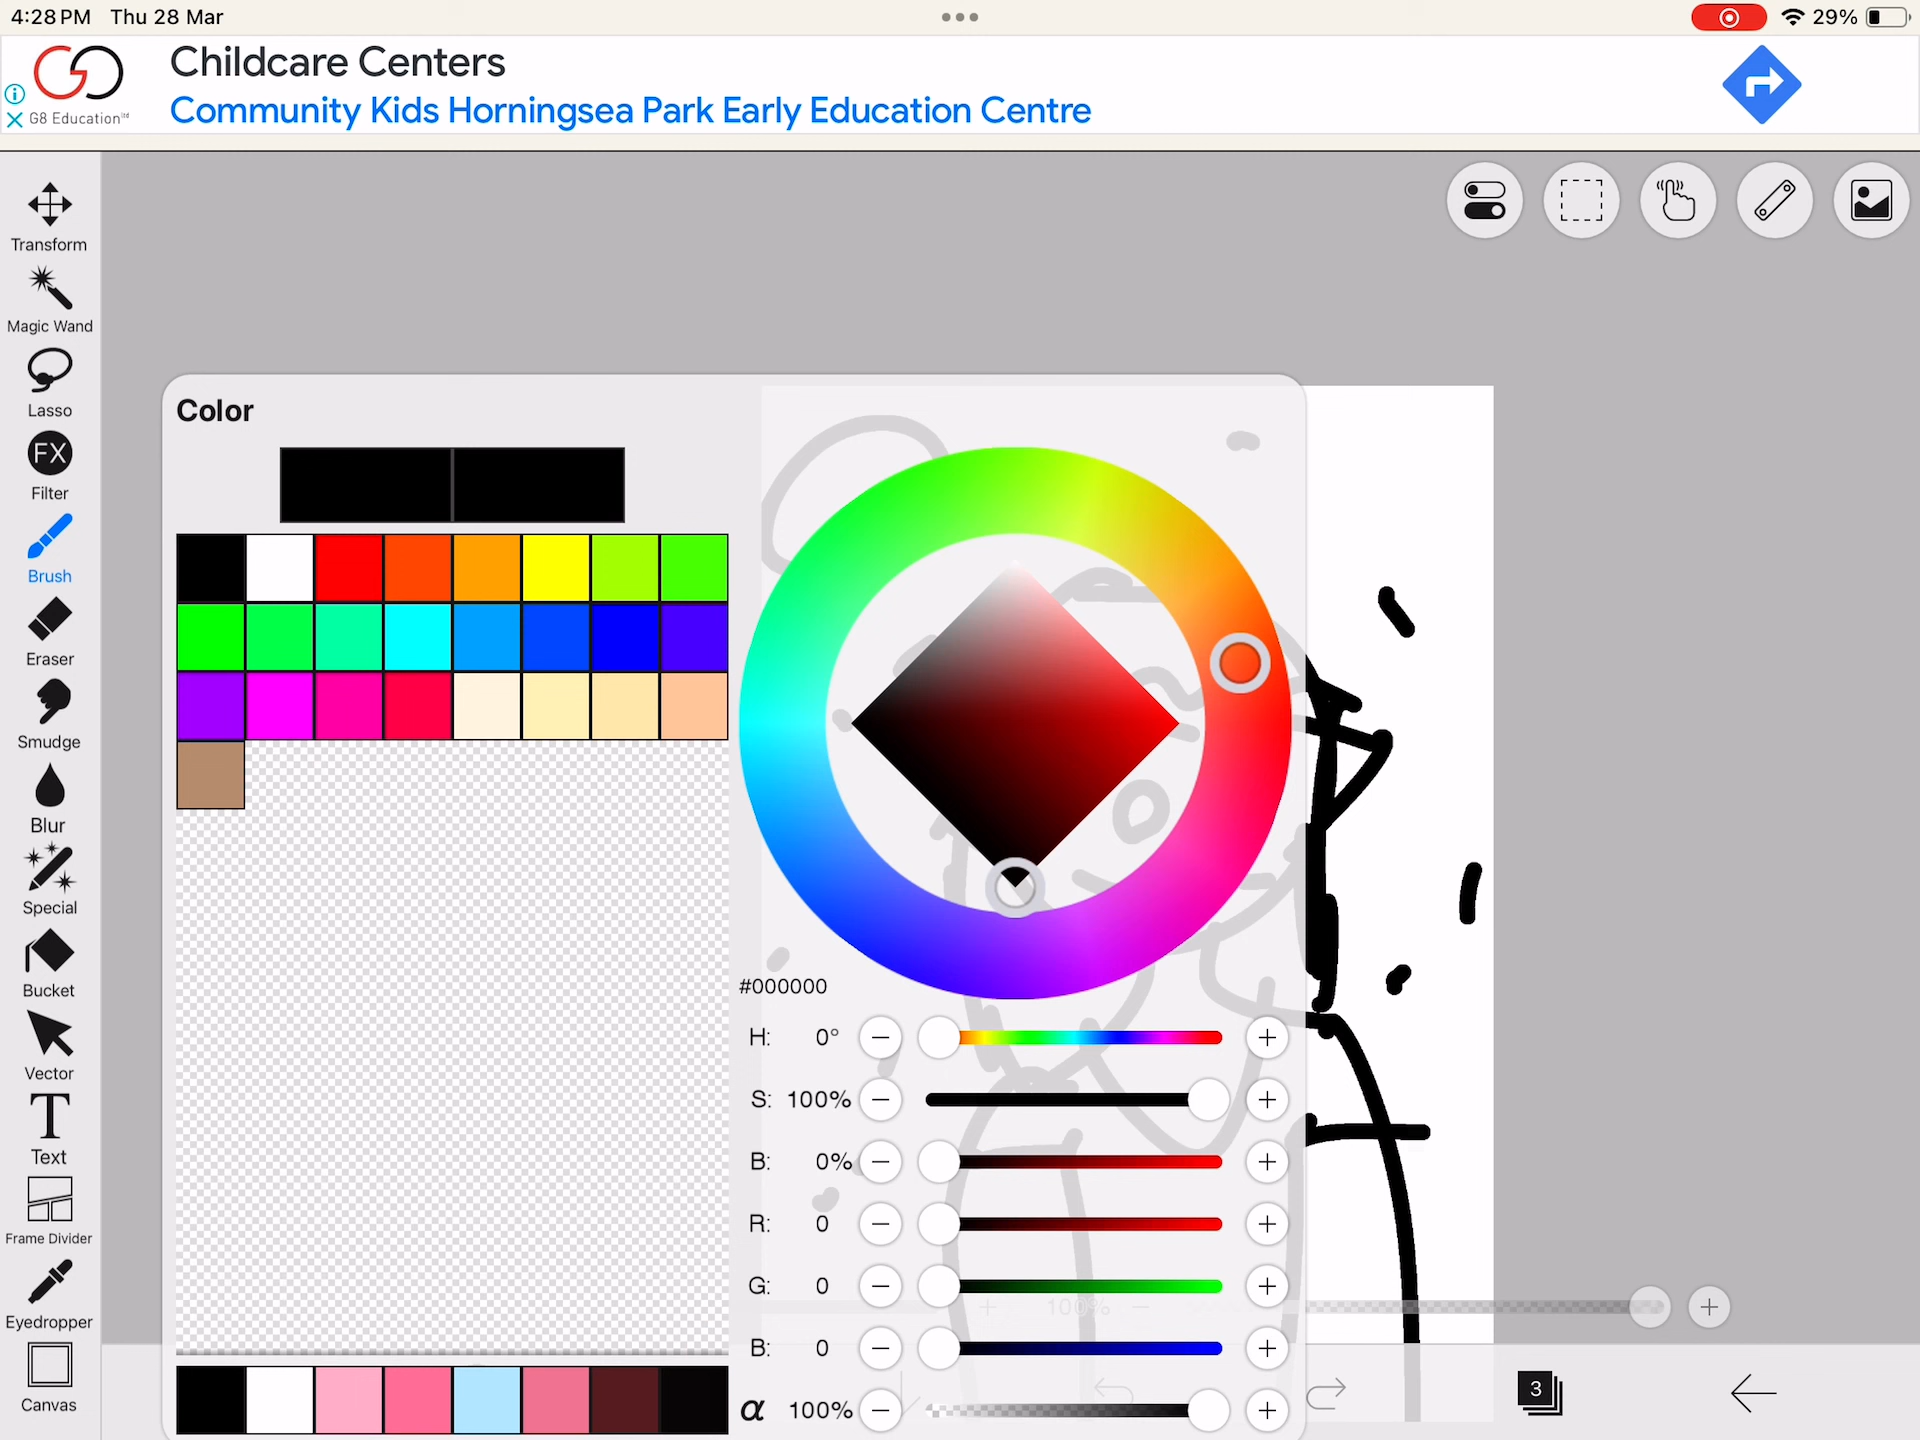 4:28 PM Thu 28 Mar
29%
Childcare Centers
Community Kids Horningsea Park Early Education Centre
G8 Education ltd
Transform
Magic Wand
Lasso
FX
Filter
Brush
Eraser
Smudge
Blur
Special
Bucket
Vector
T
Text
Frame Divider
Eyedropper
Canvas
Color
#000000
H: 0°
S: 100%
B: 0%
R: 0
G: 0
B: 0
α 100%
100%
3